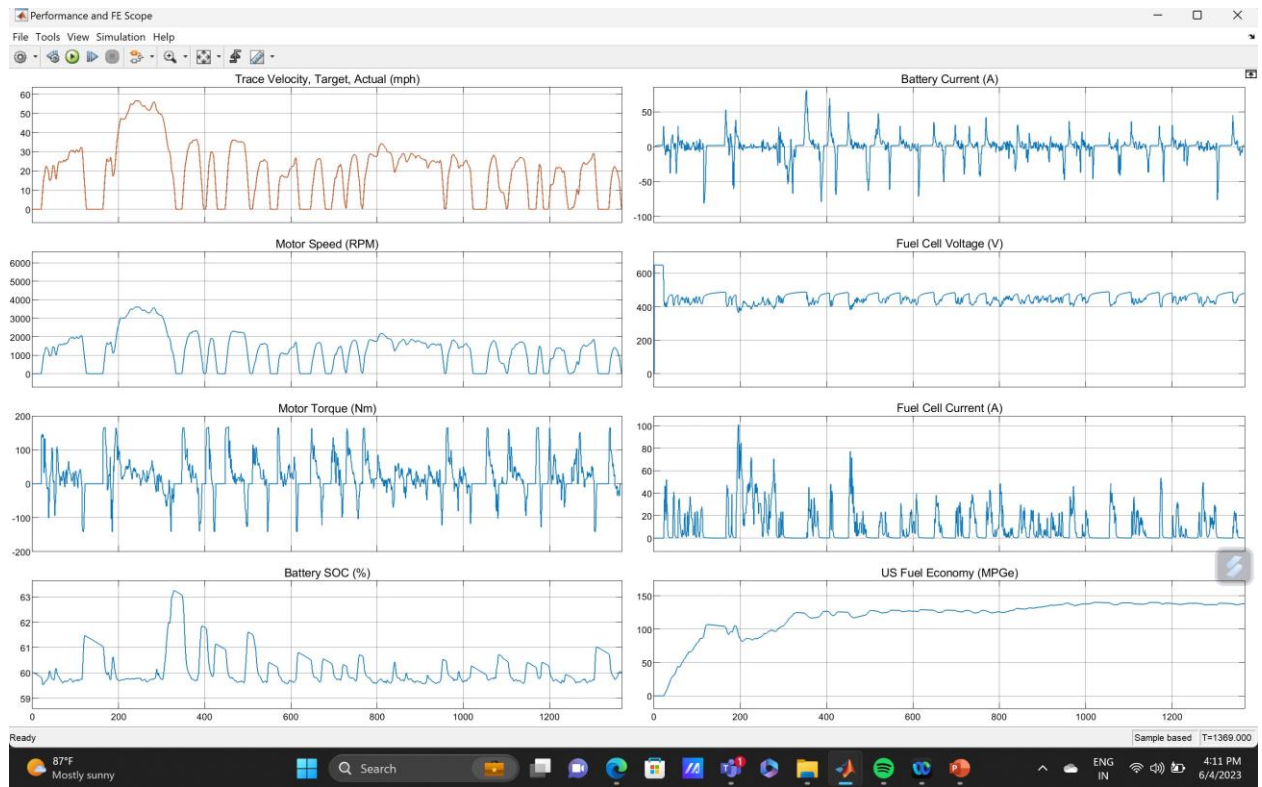 Performance and FE Scope
File Tools View Simulation Help
Trace Velocity, Target, Actual (mph)
60
50
40
30
20
10
0
Battery Current (A)
50
0
-50
-100
Motor Speed (RPM)
6000
5000
4000
3000
2000
1000
0
Fuel Cell Voltage (V)
600
400
200
0
Motor Torque (Nm)
200
100
0
-100
-200
Fuel Cell Current (A)
100
80
60
40
20
0
Battery SOC (%)
63
62
61
60
59
0 200 400 600 800 1000 1200
US Fuel Economy (MPGe)
150
100
50
0
0 200 400 600 800 1000 1200
Ready
Sample based T=1369.000
87°F
Mostly sunny
Search
ENG
IN
4:11 PM
6/4/2023